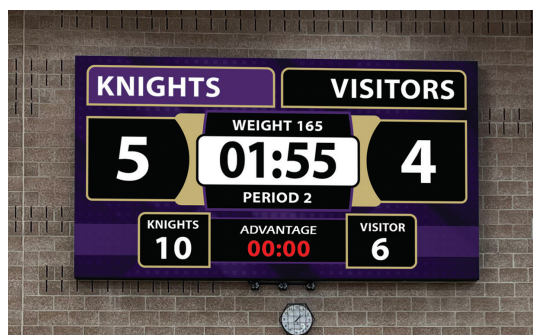 KNIGHTS VISITORS
WEIGHT 165
5 01:55 4
PERIOD 2
KNIGHTS ADVANTAGE VISITOR
10 00:00 6